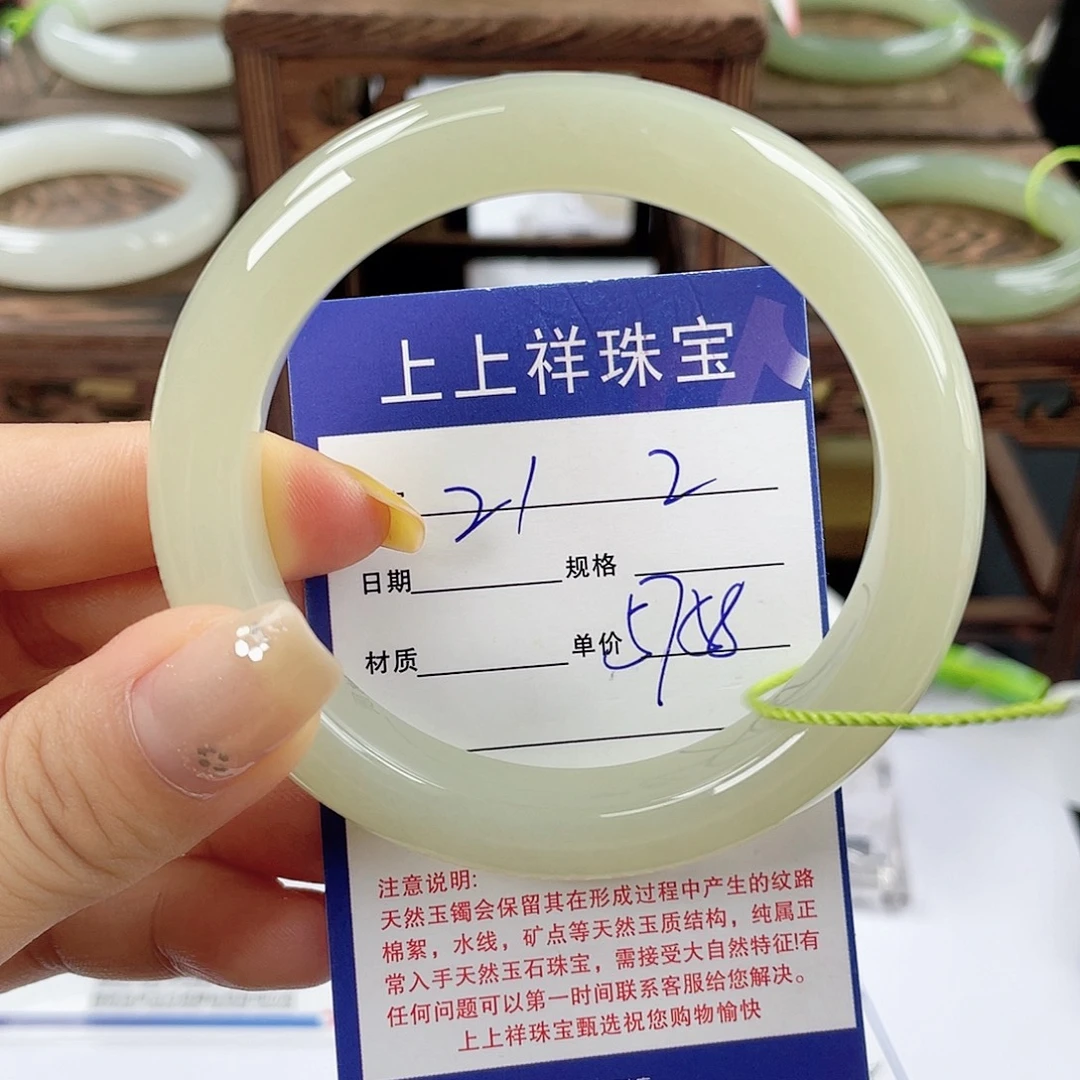 上上祥珠宝
21 2
日期 规格
材质 单价 5758
注意说明:
天然玉镯会保留其在形成过程中产生的纹路
棉絮，水线，矿点等天然玉质结构，纯属正
常入手天然玉石珠宝，需接受大自然特征!有
任何问题可以第一时间联系客服给您解决。
上上祥珠宝甄选祝您购物愉快